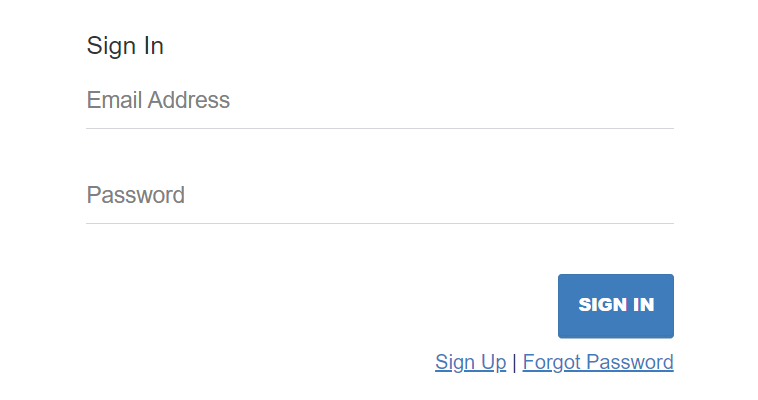 Sign In
Email Address
Password
SIGN IN
Sign Up | Forgot Password